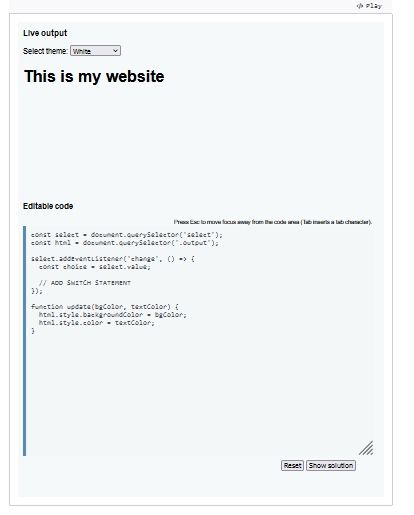 </> Play
Live output
Select theme: White
This is my website
Editable code
Press Esc to move focus away from the code area (Tab inserts a tab character).
const select = document.querySelector('select');
const html = document.querySelector('.output');
select.addEventListener('change', () => {
const choice = select.value;
// ADD SWITCH STATEMENT
});
function update(bgColor, textColor) {
html.style.backgroundColor = bgColor;
html.style.color = textColor;
}
Reset Show solution